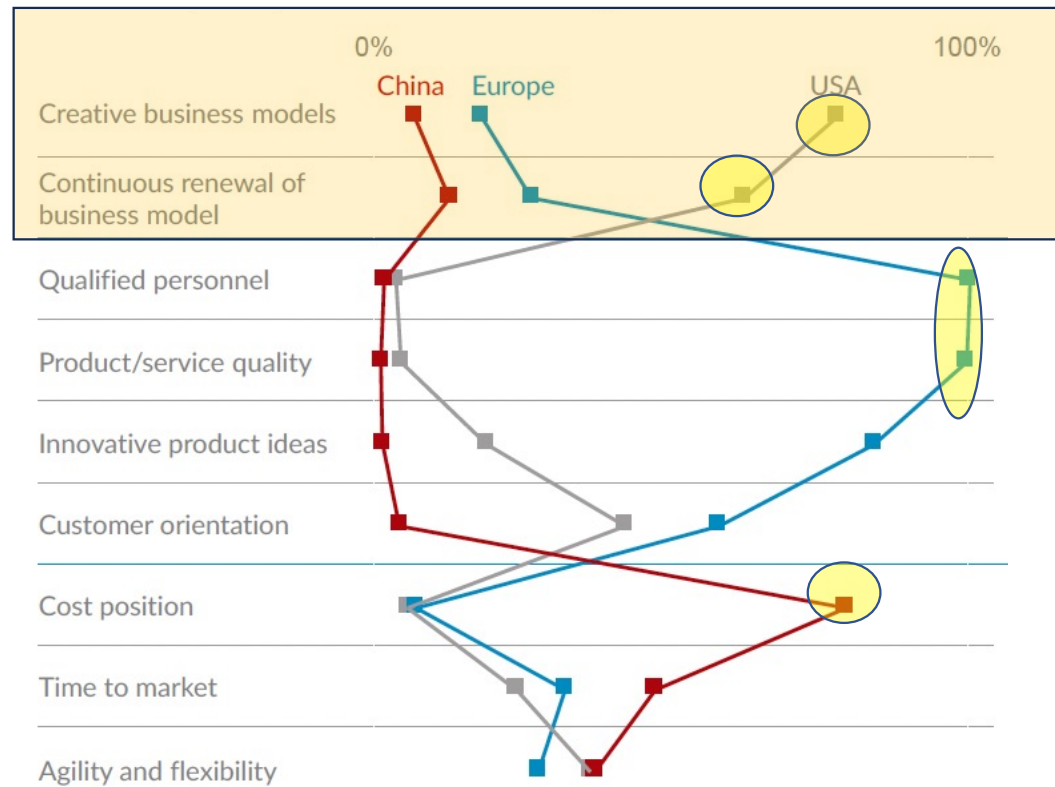 0% 100%
China Europe USA
Creative business models
Continuous renewal of
business model
Qualified personnel
Product/service quality
Innovative product ideas
Customer orientation
Cost position
Time to market
Agility and flexibility